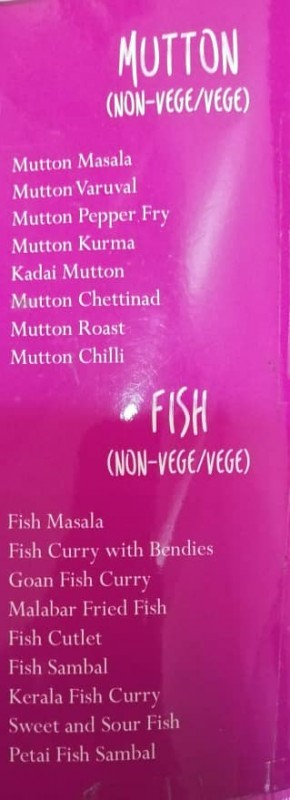 MUTTON
(NON-VEGE/VEGE)
Mutton Masala
Mutton Varuval
Mutton Pepper Fry
Mutton Kurma
Kadai Mutton
Mutton Chettinad
Mutton Roast
Mutton Chilli
FISH
(NON-VEGE/VEGE)
Fish Masala
Fish Curry with Bendies
Goan Fish Curry
Malabar Fried Fish
Fish Cutlet
Fish Sambal
Kerala Fish Curry
Sweet and Sour Fish
Petai Fish Sambal